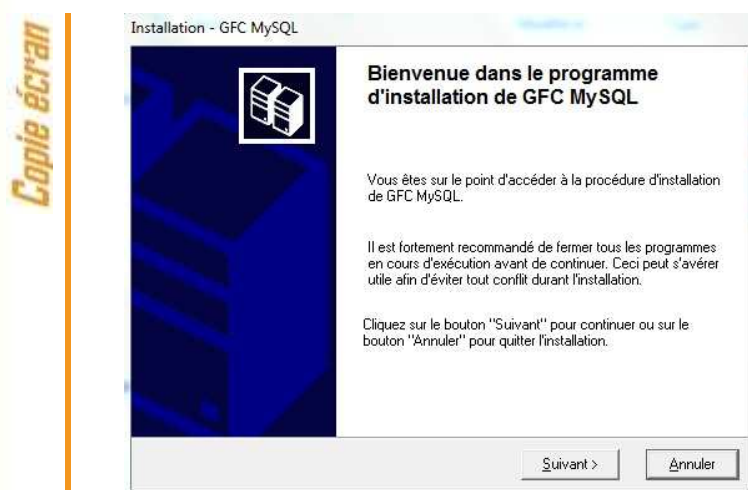 Copie écran
Installation - GFC MySQL
Bienvenue dans le programme
d'installation de GFC MySQL
Vous êtes sur le point d'accéder à la procédure d'installation
de GFC MySQL.
Il est fortement recommandé de fermer tous les programmes
en cours d'exécution avant de continuer. Ceci peut s'avérer
utile afin d'éviter tout conflit durant l'installation.
Cliquez sur le bouton "Suivant" pour continuer ou sur le
bouton "Annuler" pour quitter l'installation.
Suivant >
Annuler